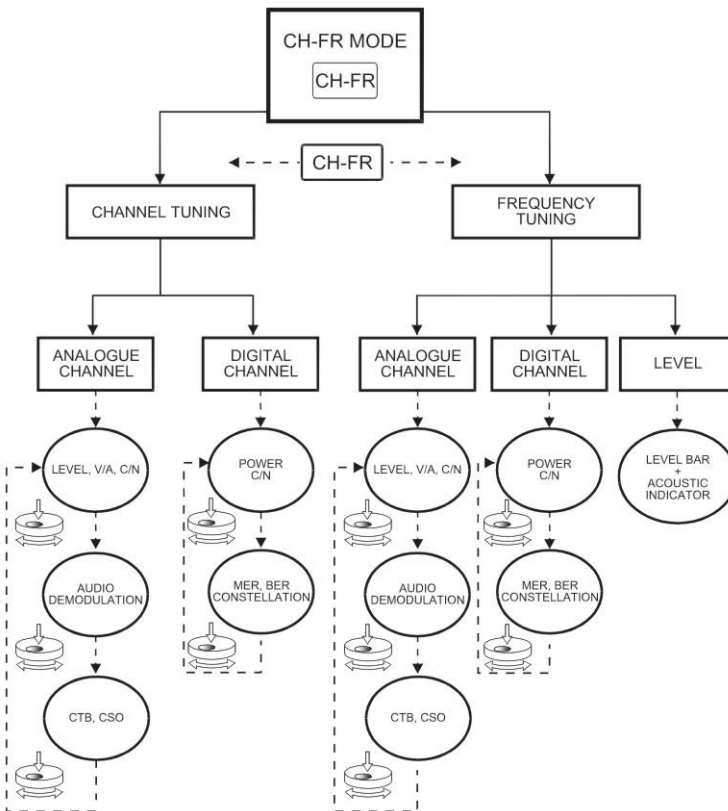 CH-FR MODE
CH-FR
CH-FR
CHANNEL TUNING
FREQUENCY
TUNING
ANALOGUE
CHANNEL
DIGITAL
CHANNEL
ANALOGUE
CHANNEL
DIGITAL
CHANNEL
LEVEL
LEVEL, V/A, C/N
POWER
C/N
LEVEL, V/A, C/N
POWER
C/N
LEVEL BAR
+
ACOUSTIC
INDICATOR
AUDIO
DEMODULATION
MER, BER
CONSTELLATION
AUDIO
DEMODULATION
MER, BER
CONSTELLATION
CTB, CSO
CTB, CSO